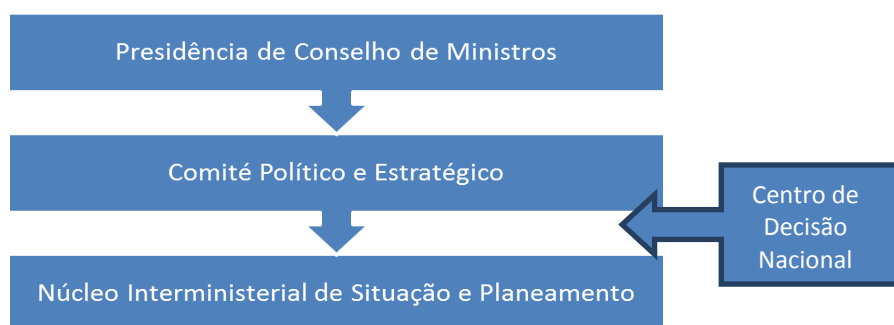 Presidência de Conselho de Ministros
Comité Político e Estratégico
Centro de
Decisão
Nacional
Núcleo Interministerial de Situação e Planeamento